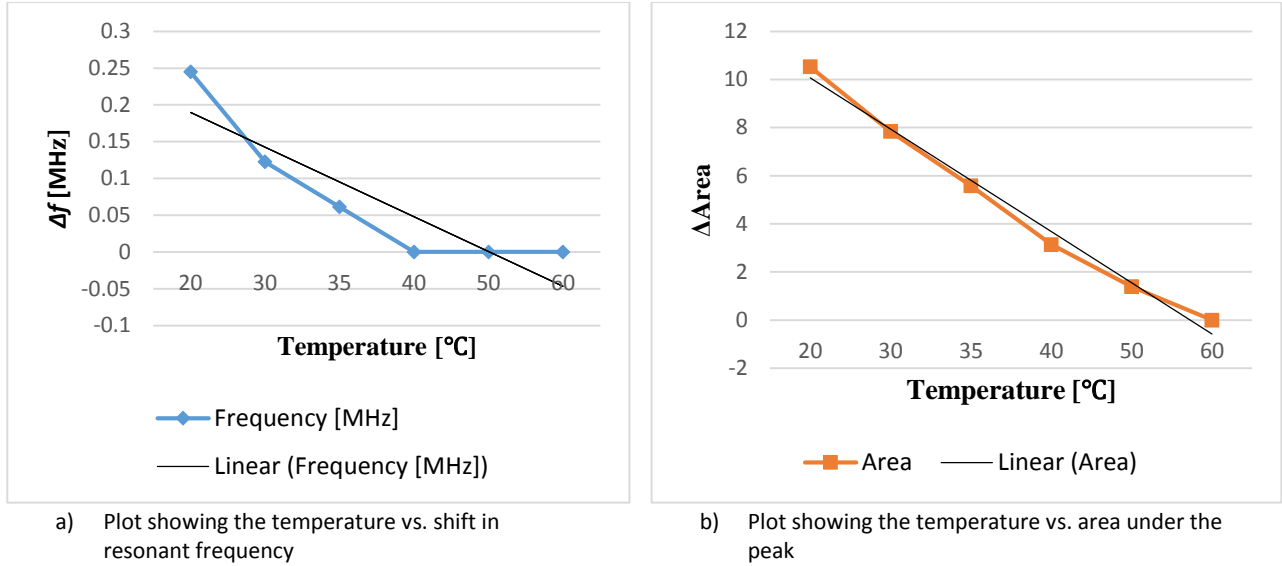 0.3
0.25
0.2
0.15
0.1
0.05
0
-0.05
-0.1
Δf [MHz]
20 30 35 40 50 60
Temperature [℃]
Frequency [MHz]
Linear (Frequency [MHz])
a) Plot showing the temperature vs. shift in
resonant frequency
12
10
8
6
4
2
0
-2
ΔArea
20 30 35 40 50 60
Temperature [℃]
Area Linear (Area)
b) Plot showing the temperature vs. area under the
peak